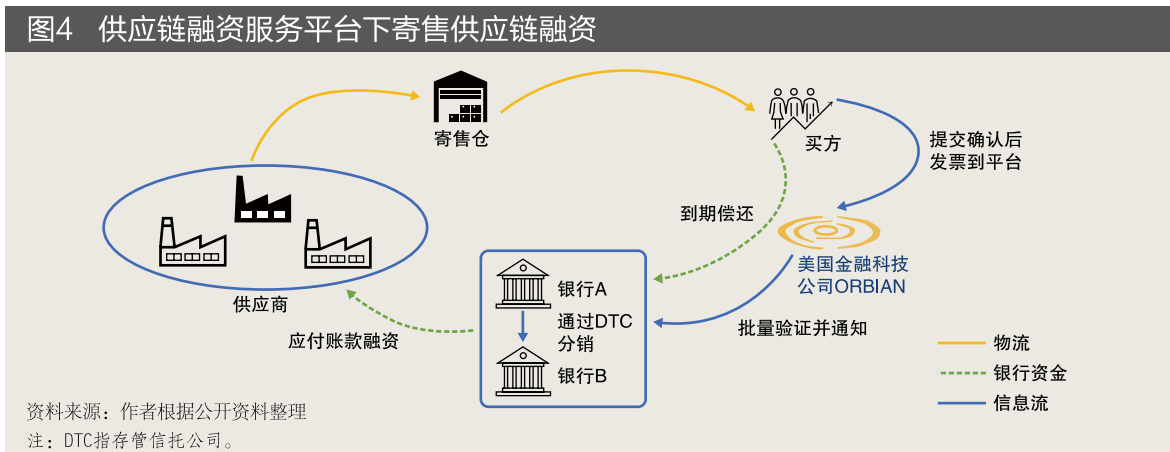 图4 供应链融资服务平台下寄售供应链融资
寄售仓
买方
提交确认后
发票到平台
到期偿还
美国金融科技
公司ORBIAN
供应商
银行A
通过DTC
分销
银行B
应付账款融资
批量验证并通知
物流
银行资金
信息流
资料来源：作者根据公开资料整理
注：DTC指存管信托公司。